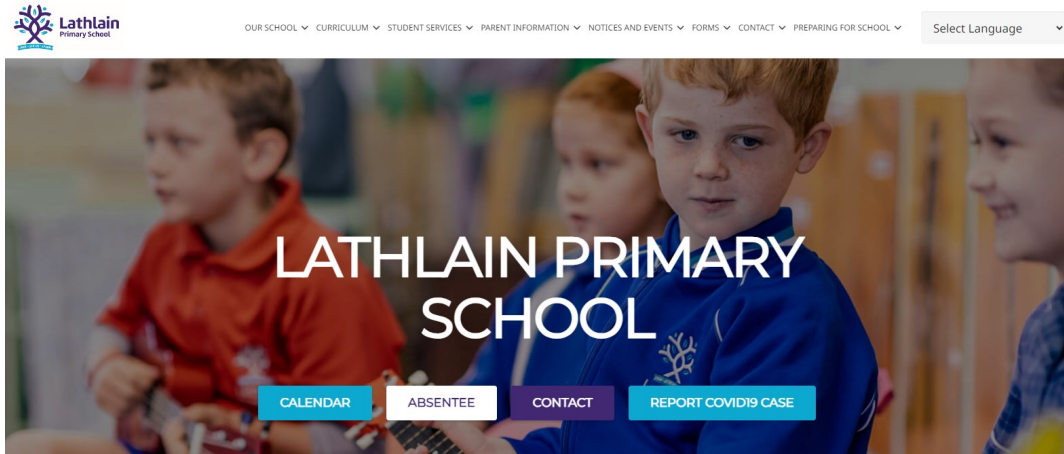 Lathlain
Primary School
OUR SCHOOL CURRICULUM STUDENT SERVICES PARENT INFORMATION NOTICES AND EVENTS FORMS CONTACT PREPARING FOR SCHOOL
Select Language
LATHLAIN PRIMARY
SCHOOL
CALENDAR ABSENTEE CONTACT REPORT COVID19 CASE